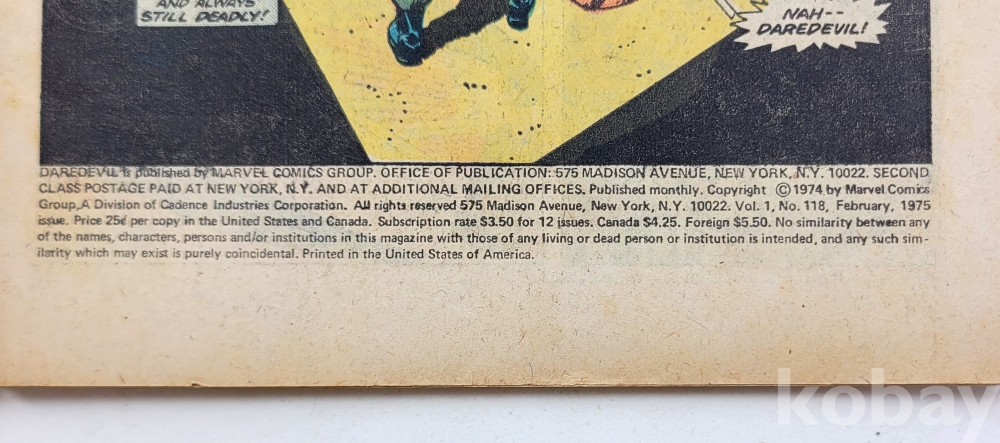 AND ALWAYS
STILL DEADLY!
NAH--
DAREDEVIL!
DAREDEVIL is published by MARVEL COMICS GROUP. OFFICE OF PUBLICATION: 575 MADISON AVENUE, NEW YORK, N.Y. 10022. SECOND
CLASS POSTAGE PAID AT NEW YORK, N.Y. AND AT ADDITIONAL MAILING OFFICES. Published monthly. Copyright ©1974 by Marvel Comics
Group,A Division of Cadence Industries Corporation. All rights reserved 575 Madison Avenue, New York, N.Y. 10022. Vol. 1, No. 118, February, 1975
issue. Price 25¢ per copy in the United States and Canada. Subscription rate $3.50 for 12 issues. Canada $4.25. Foreign $5.50. No similarity between any
of the names, characters, persons and/or institutions in this magazine with those of any living or dead person or institution is intended, and any such sim-
ilarity which may exist is purely coincidental. Printed in the United States of America.
kobay